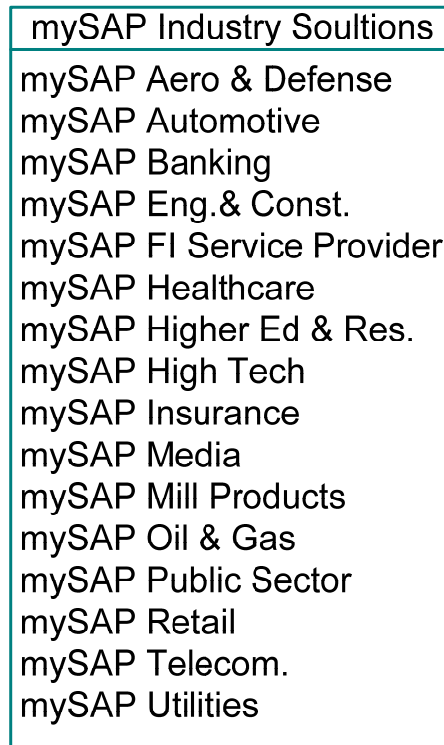 mySAP Industry Soultions
mySAP Aero & Defense
mySAP Automotive
mySAP Banking
mySAP Eng.& Const.
mySAP FI Service Provider
mySAP Healthcare
mySAP Higher Ed & Res.
mySAP High Tech
mySAP Insurance
mySAP Media
mySAP Mill Products
mySAP Oil & Gas
mySAP Public Sector
mySAP Retail
mySAP Telecom.
mySAP Utilities